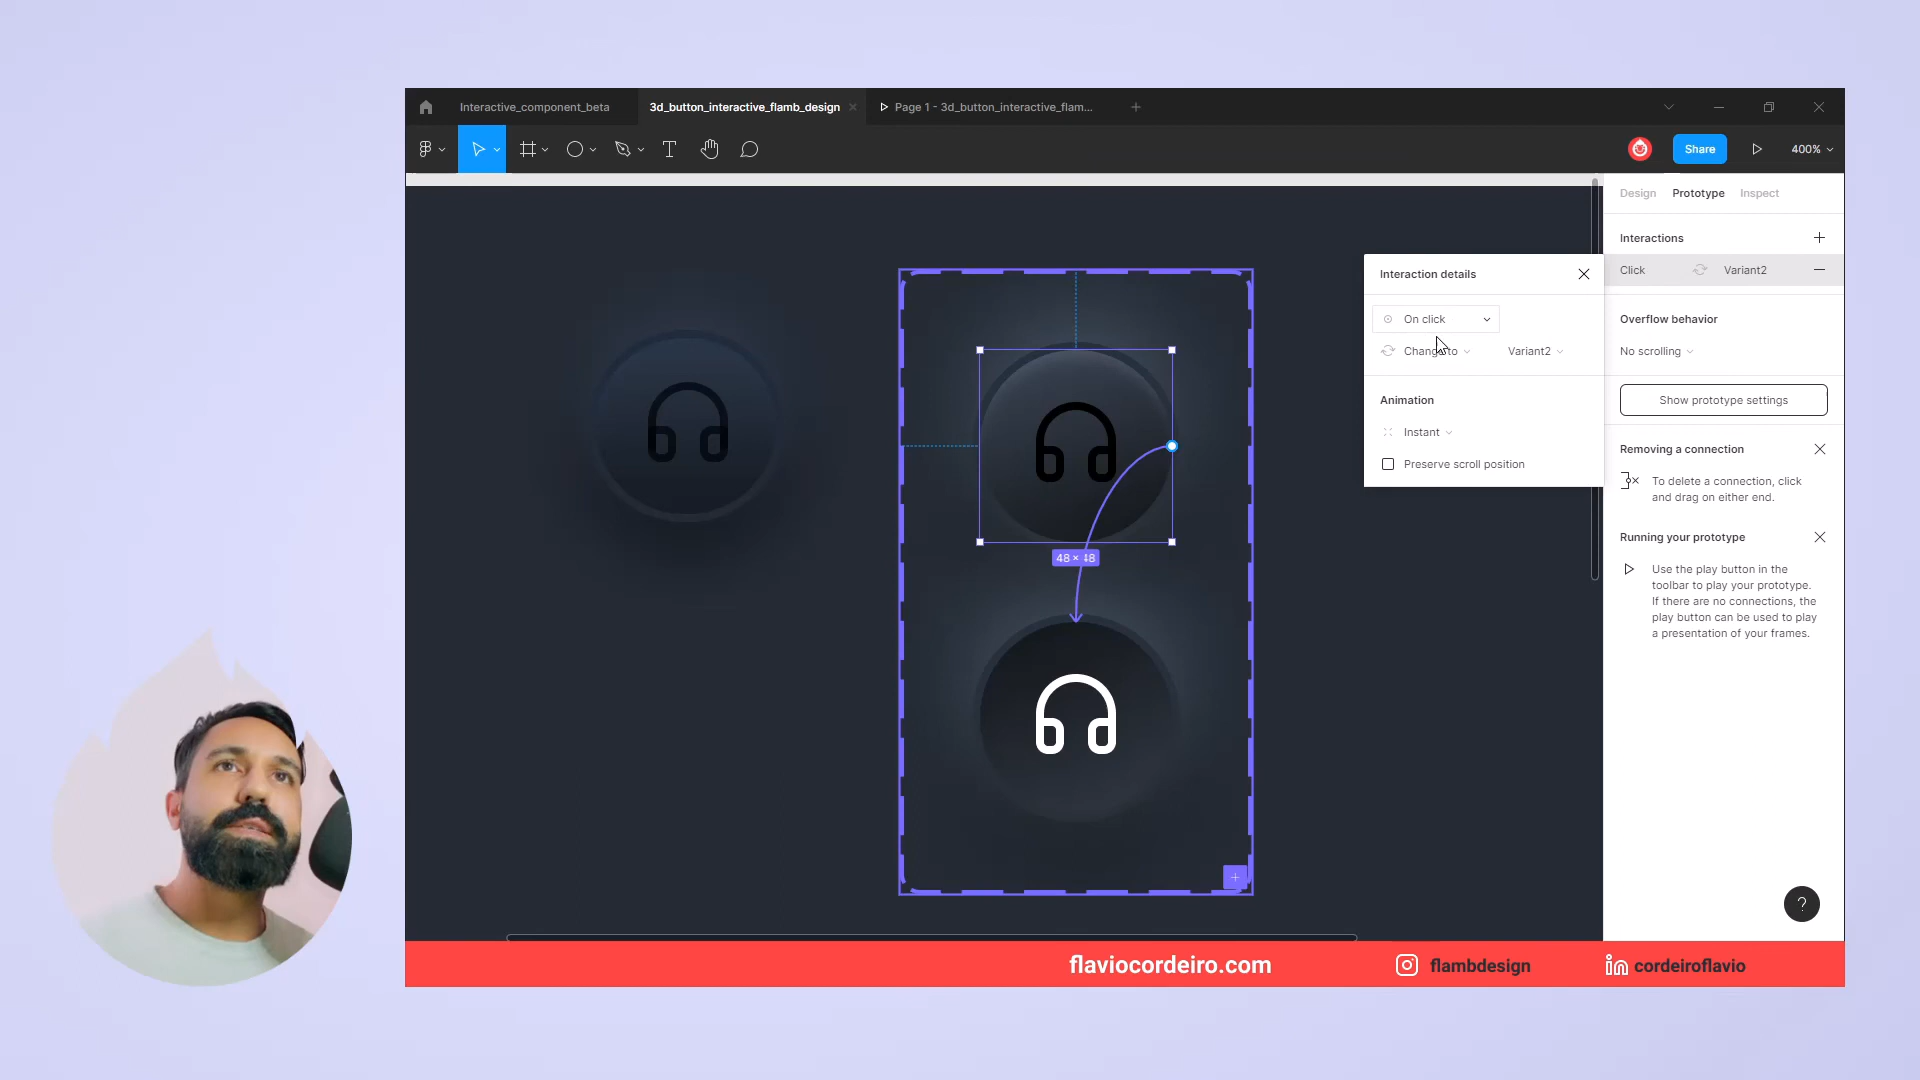 Interactive_component_beta
3d_button_interactive_flamb_design
Page 1 - 3d_button_interactive_flam...
Share
400%
Design Prototype Inspect
Interactions
Click Variant2
Overflow behavior
No scrolling
Show prototype settings
Removing a connection
To delete a connection, click
and drag on either end.
Running your prototype
Use the play button in the
toolbar to play your prototype.
If there are no connections, the
play button can be used to play
a presentation of your frames.
Interaction details
On click
Change to Variant2
Animation
Instant
Preserve scroll position
48 × 48
?
flaviocordeiro.com
flambdesign
in cordeiroflavio